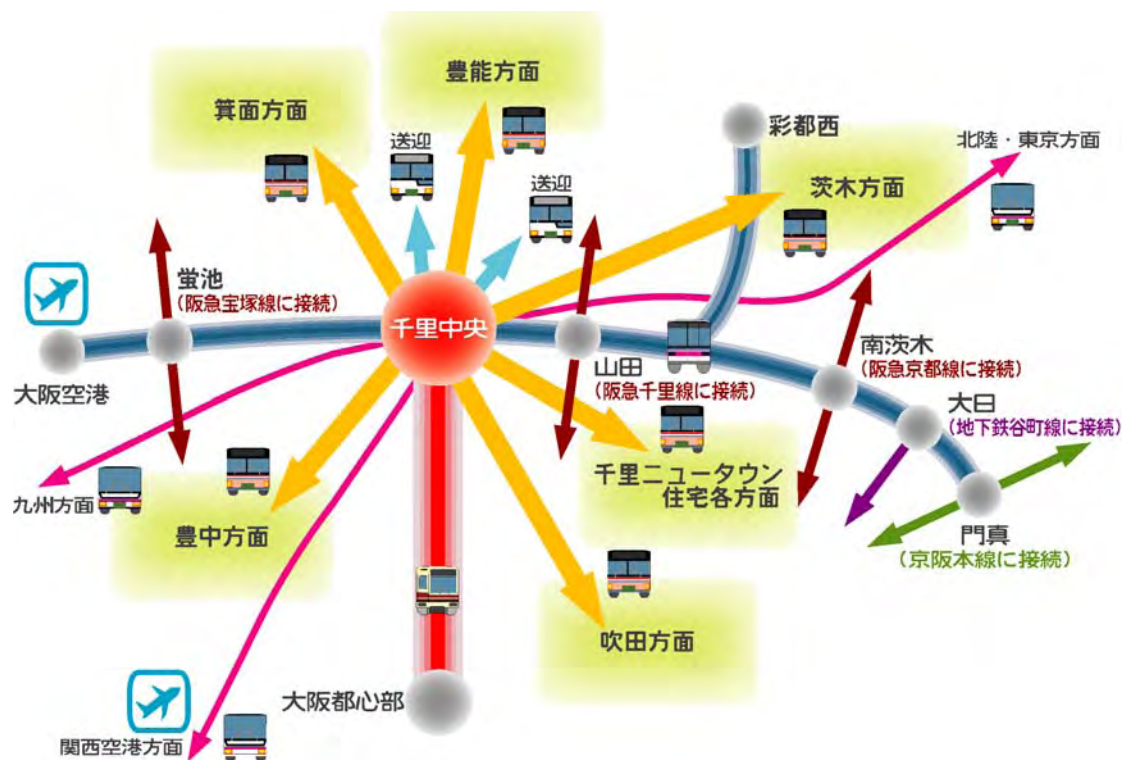 豊能方面
箕面方面
送迎
送迎
彩都西
北陸・東京方面
茨木方面
蛍池
(阪急宝塚線に接続)
千里中央
大阪空港
山田
(阪急千里線に接続)
南茨木
(阪急京都線に接続)
大日
(地下鉄谷町線に接続)
九州方面
豊中方面
千里ニュータウン
住宅各方面
門真
(京阪本線に接続)
吹田方面
大阪都心部
関西空港方面